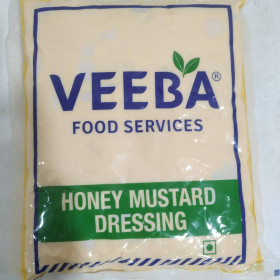 VEEBA®
FOOD SERVICES
HONEY MUSTARD
DRESSING